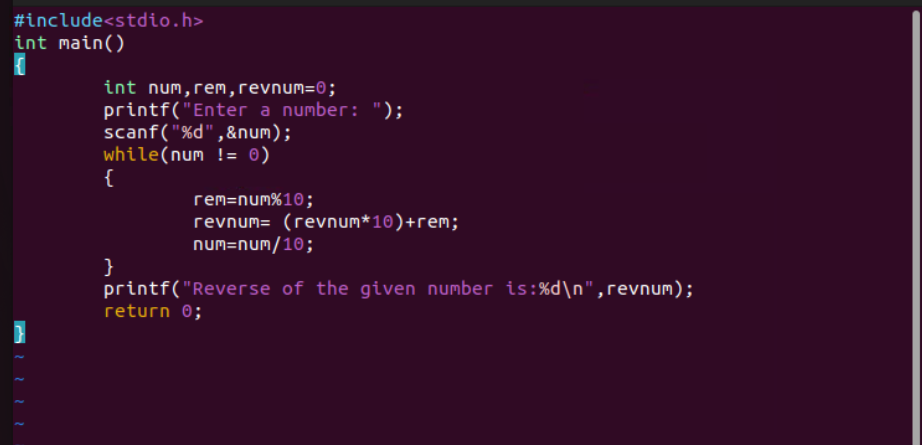 #include<stdio.h>
int main()
{
        int num,rem,revnum=0;
        printf("Enter a number: ");
        scanf("%d",&num);
        while(num != 0)
        {
                rem=num%10;
                revnum= (revnum*10)+rem;
                num=num/10;
        }
        printf("Reverse of the given number is:%d\n",revnum);
        return 0;
}
~
~
~
~